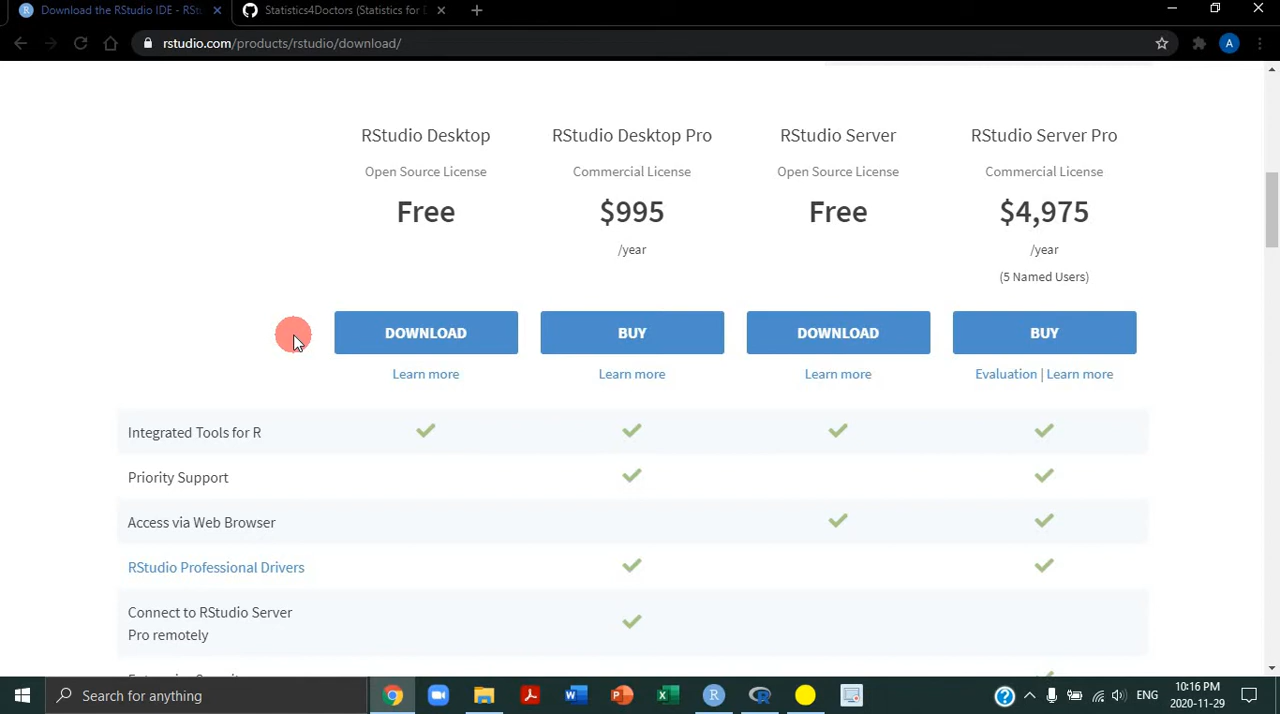 Download the RStudio IDE - RSt
Statistics4Doctors (Statistics for D
rstudio.com/products/rstudio/download/
A
RStudio Desktop
RStudio Desktop Pro
RStudio Server
RStudio Server Pro
Open Source License
Commercial License
Open Source License
Commercial License
Free
$995
Free
$4,975
/year
/year
(5 Named Users)
DOWNLOAD
BUY
DOWNLOAD
BUY
Learn more
Learn more
Learn more
Evaluation | Learn more
Integrated Tools for R
Priority Support
Access via Web Browser
RStudio Professional Drivers
Connect to RStudio Server
Pro remotely
Search for anything
ENG
10:16 PM
2020-11-29